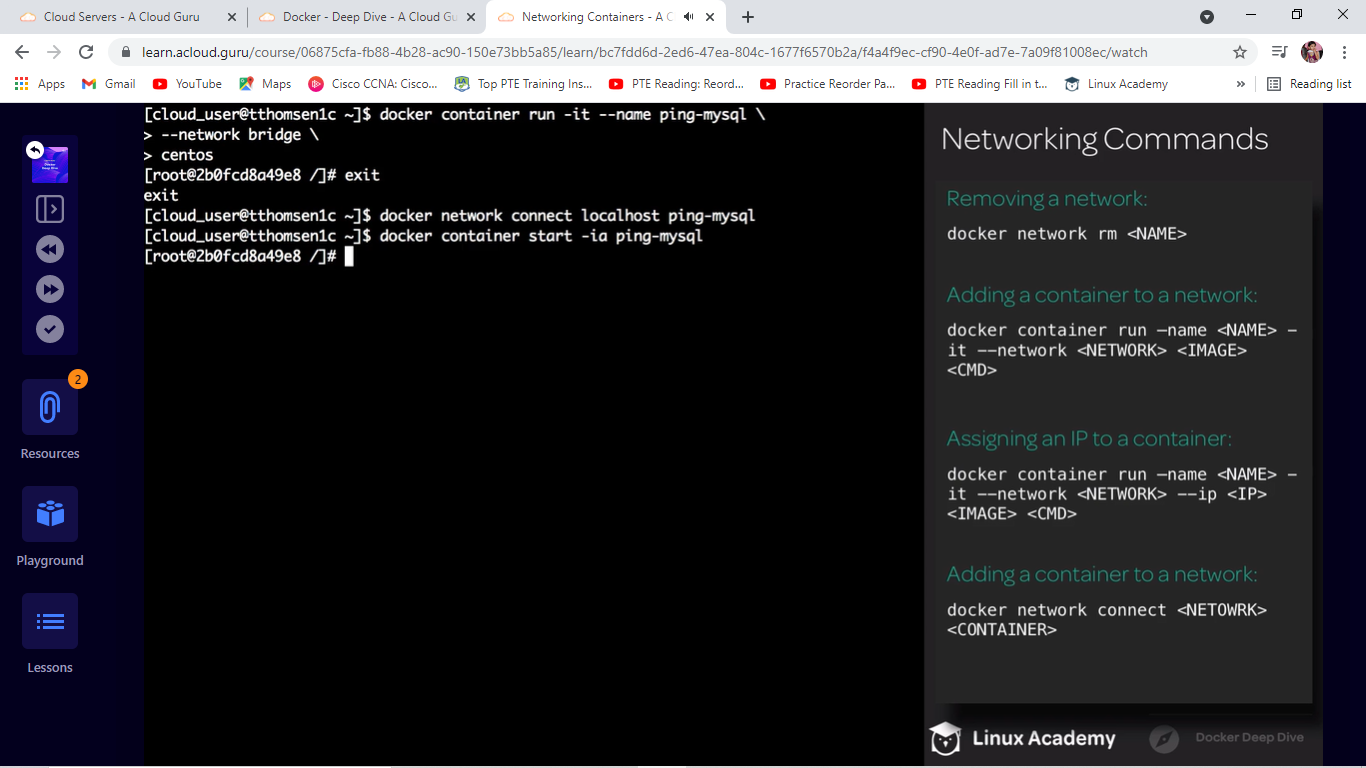 Cloud Servers - A Cloud Guru
Docker - Deep Dive - A Cloud Gu
Networking Containers - A C
learn.acloud.guru/course/06875cfa-fb88-4b28-ac90-150e73bb5a85/learn/bc7fdd6d-2ed6-47ea-804c-1677f6570b2a/f4a4f9ec-cf90-4e0f-ad7e-7a09f81008ec/watch
Apps
Gmail
YouTube
Maps
Cisco CCNA: Cisco...
Top PTE Training Ins...
PTE Reading: Reord...
Practice Reorder Pa...
PTE Reading Fill in t...
Linux Academy
»
Reading list
[cloud_user@tthomsen1c ~]$ docker container run -it --name ping-mysql \
> --network bridge \
> centos
[root@2b0fcd8a49e8 /]# exit
exit
[cloud_user@tthomsen1c ~]$ docker network connect localhost ping-mysql
[cloud_user@tthomsen1c ~]$ docker container start -ia ping-mysql
[root@2b0fcd8a49e8 /]#
2
Resources
Playground
Lessons
Networking Commands
Removing a network:
docker network rm <NAME>
Adding a container to a network:
docker container run –name <NAME> –
it --network <NETWORK> <IMAGE>
<CMD>
Assigning an IP to a container:
docker container run –name <NAME> –
it --network <NETWORK> --ip <IP>
<IMAGE> <CMD>
Adding a container to a network:
docker network connect <NETOWRK>
<CONTAINER>
Linux Academy
Docker Deep Dive